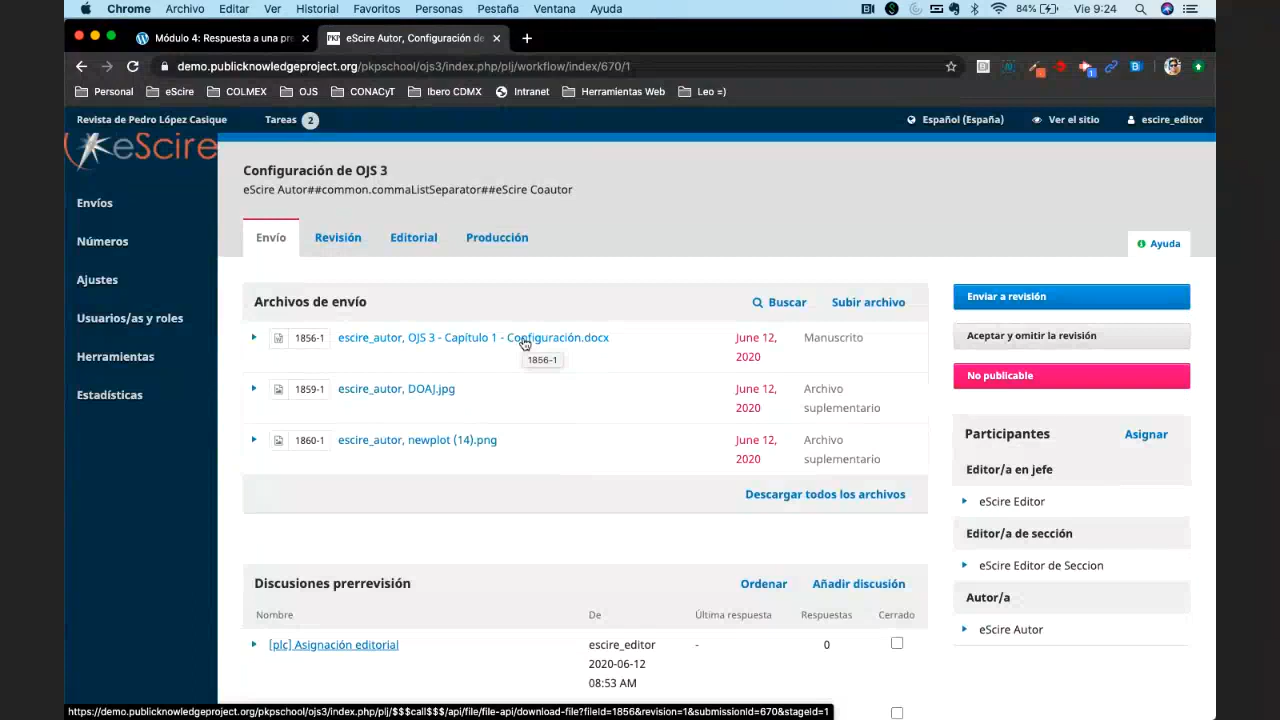 Chrome Archivo Editar Ver Historial Favoritos Personas Pestaña Ventana Ayuda 84% Vie 9:24
Módulo 4: Respuesta a una pre
eScire Autor, Configuración de
demo.publicknowledgeproject.org/pkpschool/ojs3/index.php/plj/workflow/index/670/1
Personal eScire COLMEX OJS CONACyT Ibero CDMX Intranet Herramientas Web Leo =)
Revista de Pedro López Casique Tareas 2 Español (España) Ver el sitio escire_editor
eScire
Envíos
Números
Ajustes
Usuarios/as y roles
Herramientas
Estadísticas
Configuración de OJS 3
eScire Autor##common.commaListSeparator##eScire Coautor
Envío Revisión Editorial Producción
Ayuda
Archivos de envío Buscar Subir archivo
1856-1 escire_autor, OJS 3 - Capítulo 1 - Configuración.docx June 12, Manuscrito
2020
1856-1
1859-1 escire_autor, DOAJ.jpg June 12, Archivo
2020 suplementario
1860-1 escire_autor, newplot (14).png June 12, Archivo
2020 suplementario
Descargar todos los archivos
Discusiones prerrevisión Ordenar Añadir discusión
Nombre De Última respuesta Respuestas Cerrado
[plc] Asignación editorial escire_editor - 0
2020-06-12
08:53 AM
Enviar a revisión
Aceptar y omitir la revisión
No publicable
Participantes Asignar
Editor/a en jefe
eScire Editor
Editor/a de sección
eScire Editor de Seccion
Autor/a
eScire Autor
https://demo.publicknowledgeproject.org/pkpschool/ojs3/index.php/plj/$$$call$$$/api/file/file-api/download-file?fileId=1856&revision=1&submissionId=670&stageId=1